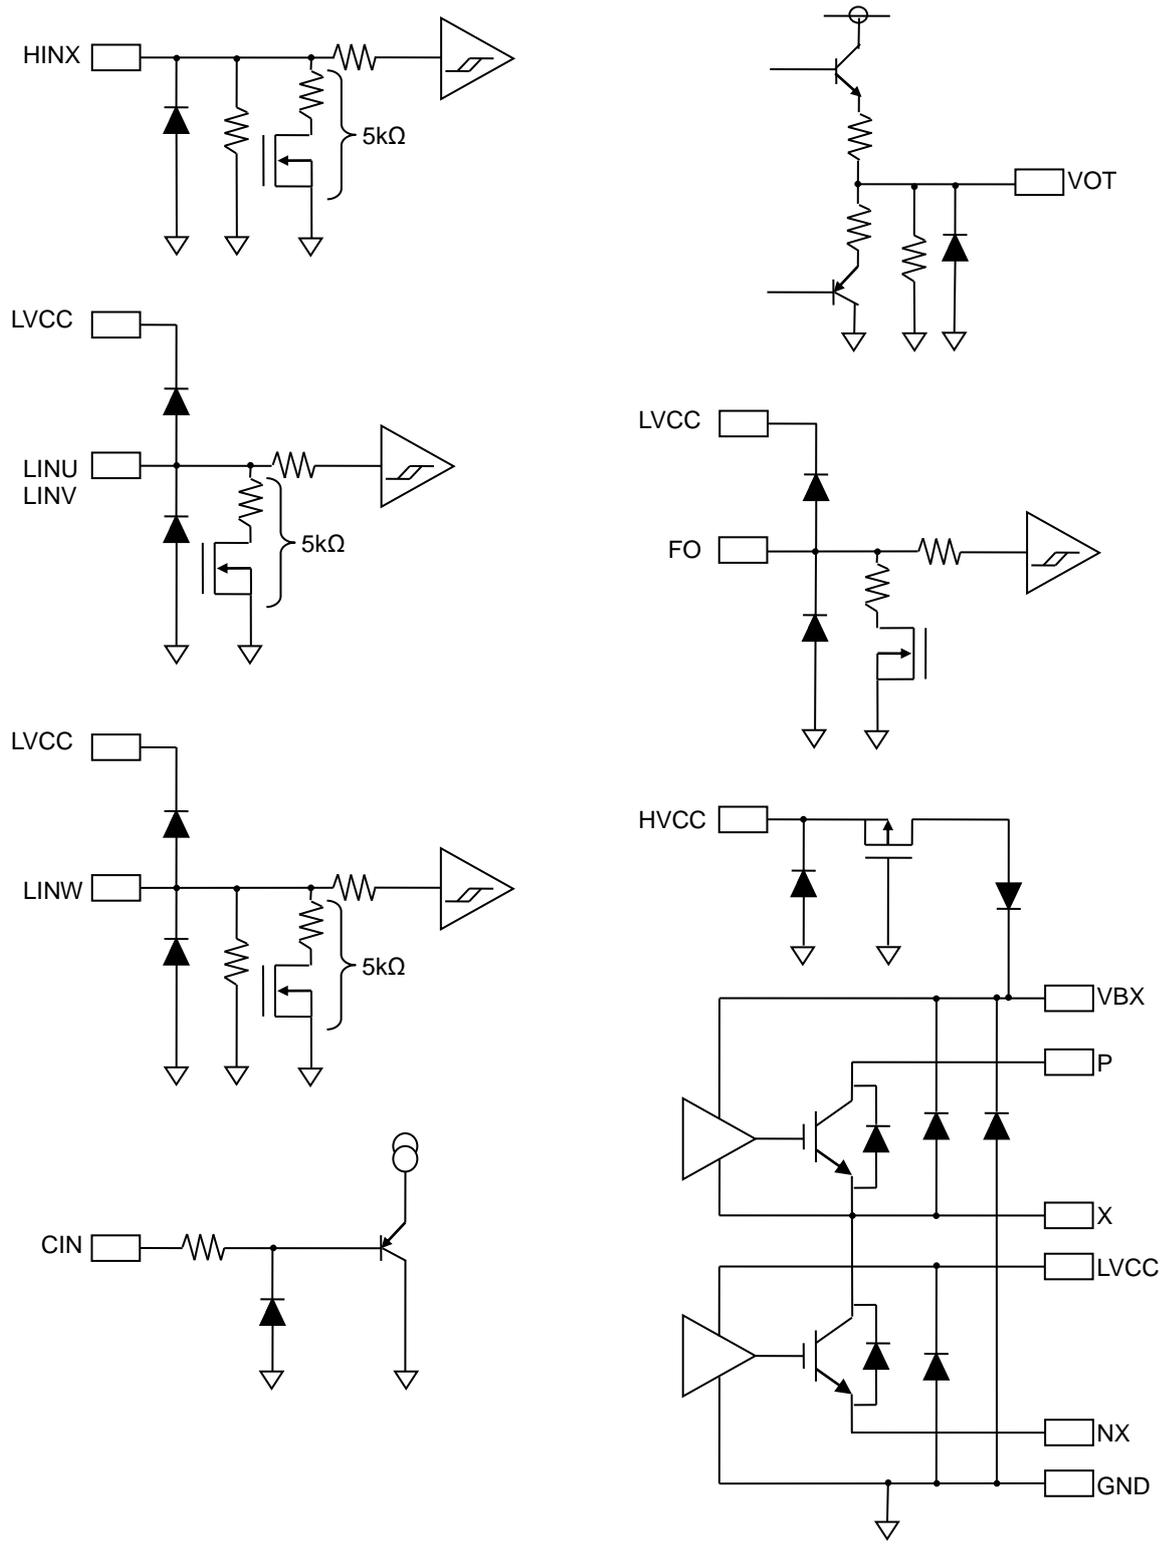 HINX
5kΩ
LVCC
LINU
LINV
5kΩ
LVCC
LINW
5kΩ
CIN
VOT
LVCC
FO
HVCC
VBX
P
X
LVCC
NX
GND